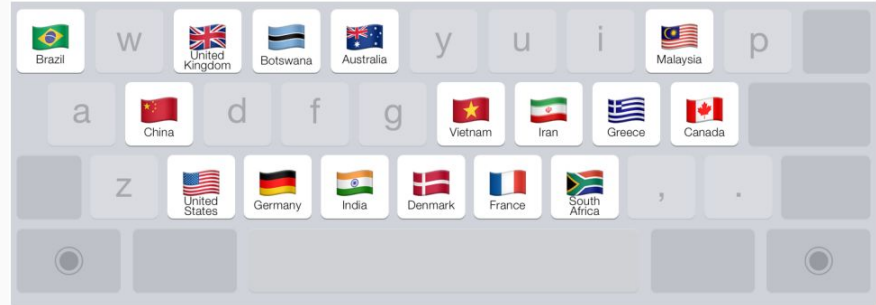 Brazil w United Kingdom Botswana Australia y u i Malaysia p
a China d f g Vietnam Iran Greece Canada
z United States Germany India Denmark France South Africa , .